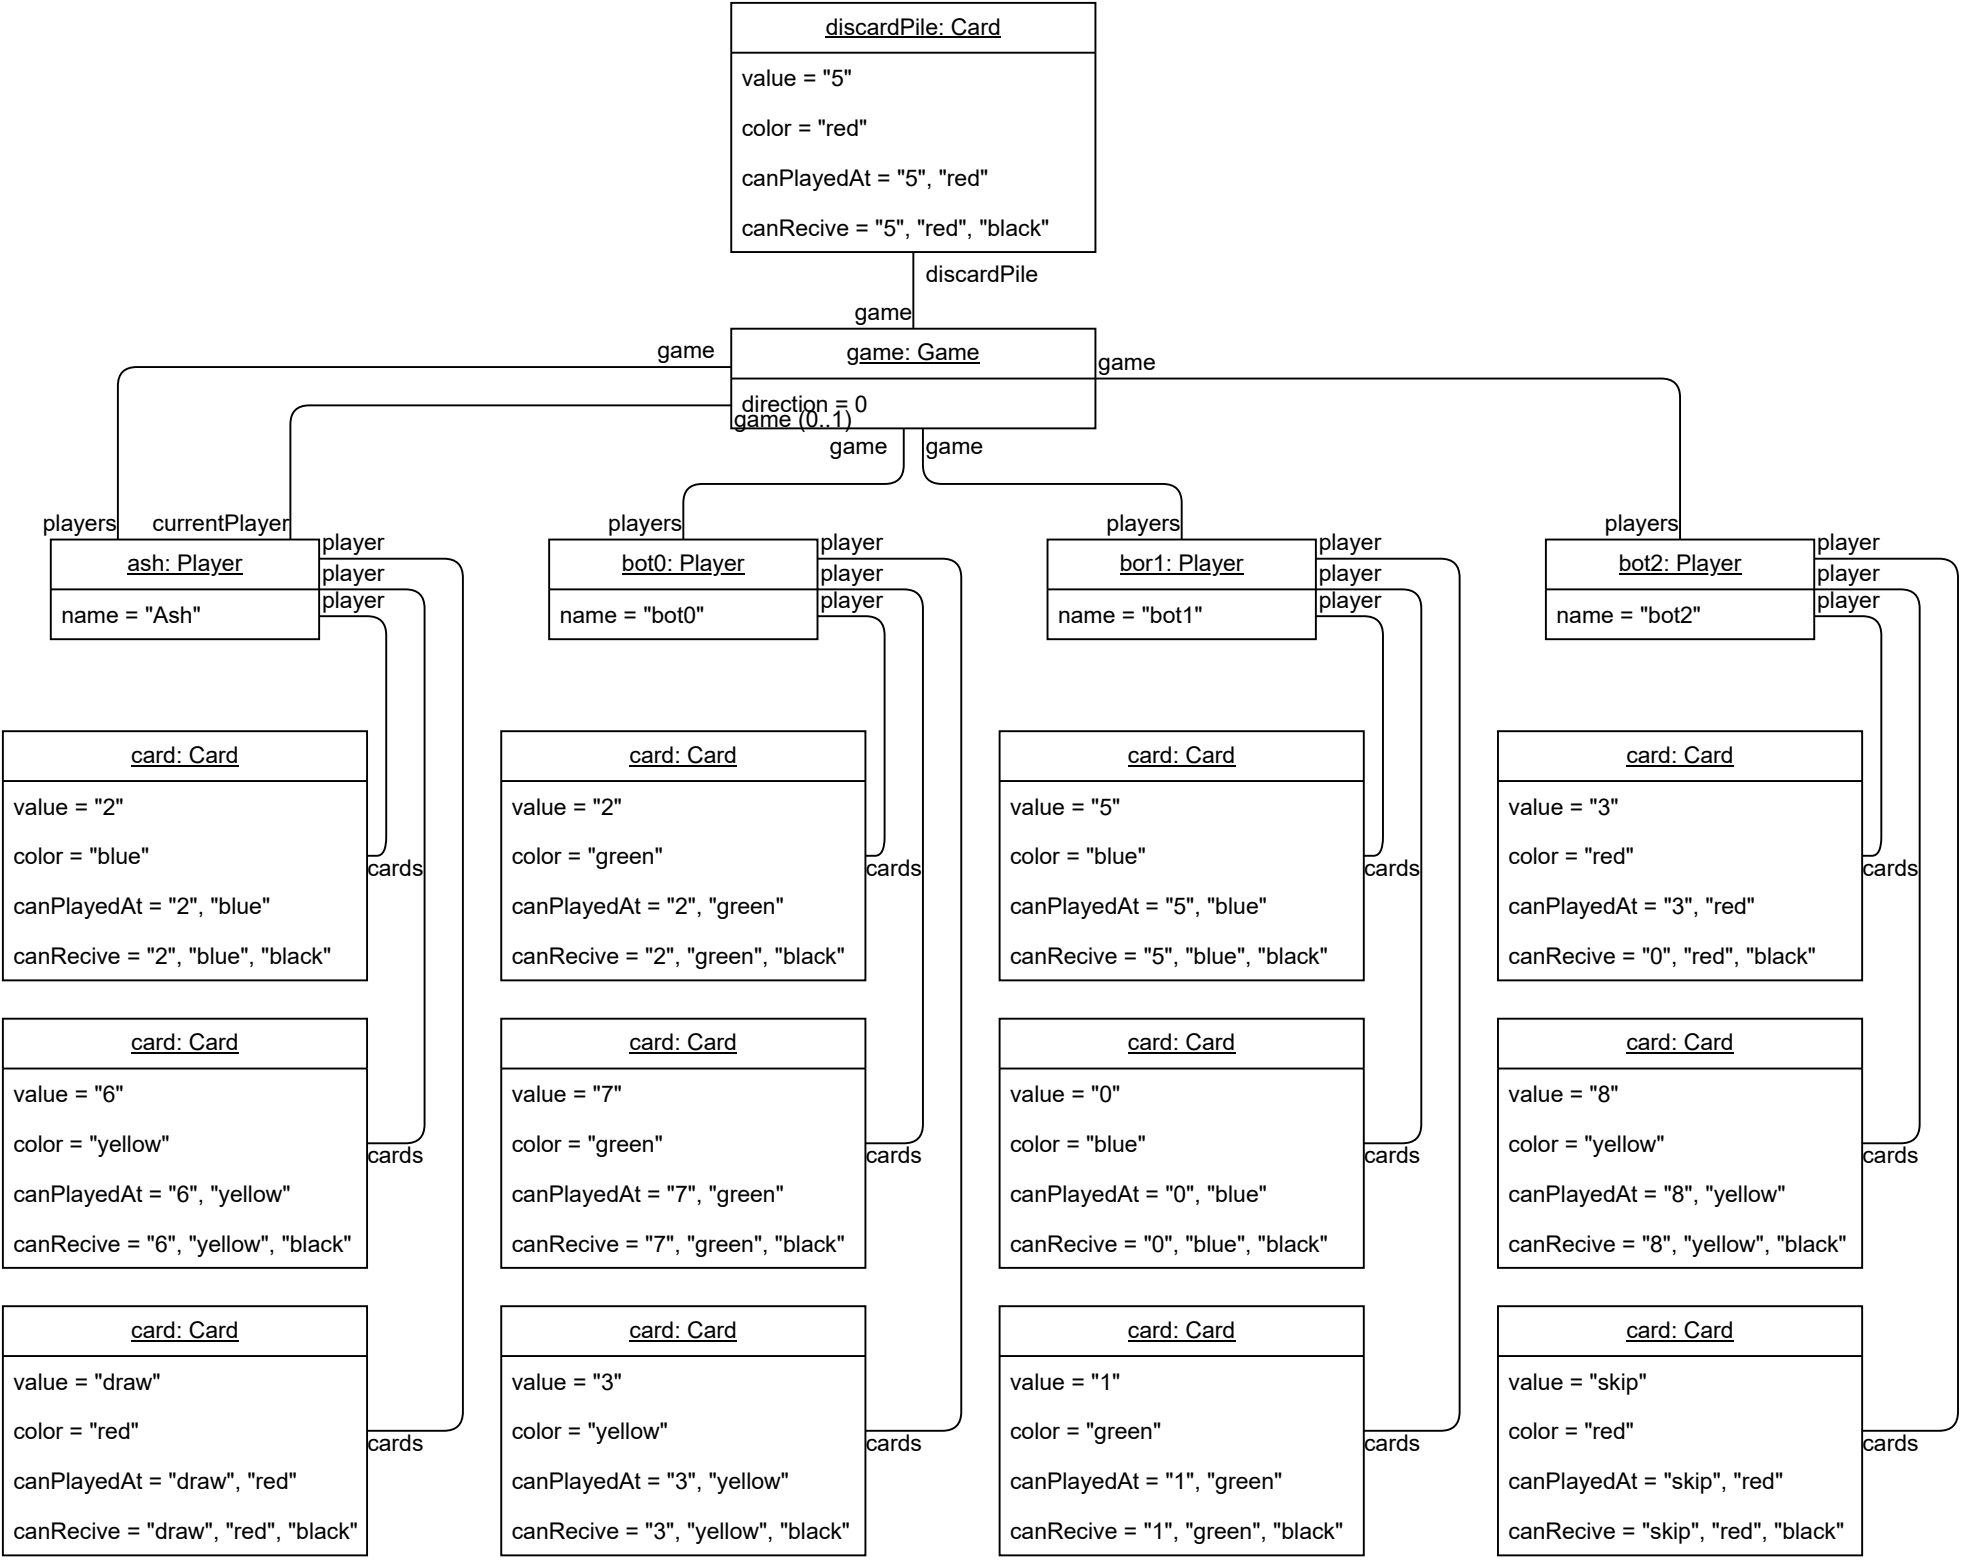 discardPile: Card
value = "5"
color = "red"
canPlayedAt = "5", "red"
canRecive = "5", "red", "black"
discardPile
game
game: Game
direction = 0
game
game (0..1)
game
game
game
players
currentPlayer
ash: Player
name = "Ash"
player
player
player
players
bot0: Player
name = "bot0"
player
player
player
players
bor1: Player
name = "bot1"
player
player
player
players
bot2: Player
name = "bot2"
player
player
player
card: Card
value = "2"
color = "blue"
canPlayedAt = "2", "blue"
canRecive = "2", "blue", "black"
cards
card: Card
value = "2"
color = "green"
canPlayedAt = "2", "green"
canRecive = "2", "green", "black"
cards
card: Card
value = "5"
color = "blue"
canPlayedAt = "5", "blue"
canRecive = "5", "blue", "black"
cards
card: Card
value = "3"
color = "red"
canPlayedAt = "3", "red"
canRecive = "0", "red", "black"
cards
card: Card
value = "6"
color = "yellow"
canPlayedAt = "6", "yellow"
canRecive = "6", "yellow", "black"
cards
card: Card
value = "7"
color = "green"
canPlayedAt = "7", "green"
canRecive = "7", "green", "black"
cards
card: Card
value = "0"
color = "blue"
canPlayedAt = "0", "blue"
canRecive = "0", "blue", "black"
cards
card: Card
value = "8"
color = "yellow"
canPlayedAt = "8", "yellow"
canRecive = "8", "yellow", "black"
cards
card: Card
value = "draw"
color = "red"
canPlayedAt = "draw", "red"
canRecive = "draw", "red", "black"
cards
card: Card
value = "3"
color = "yellow"
canPlayedAt = "3", "yellow"
canRecive = "3", "yellow", "black"
cards
card: Card
value = "1"
color = "green"
canPlayedAt = "1", "green"
canRecive = "1", "green", "black"
cards
card: Card
value = "skip"
color = "red"
canPlayedAt = "skip", "red"
canRecive = "skip", "red", "black"
cards